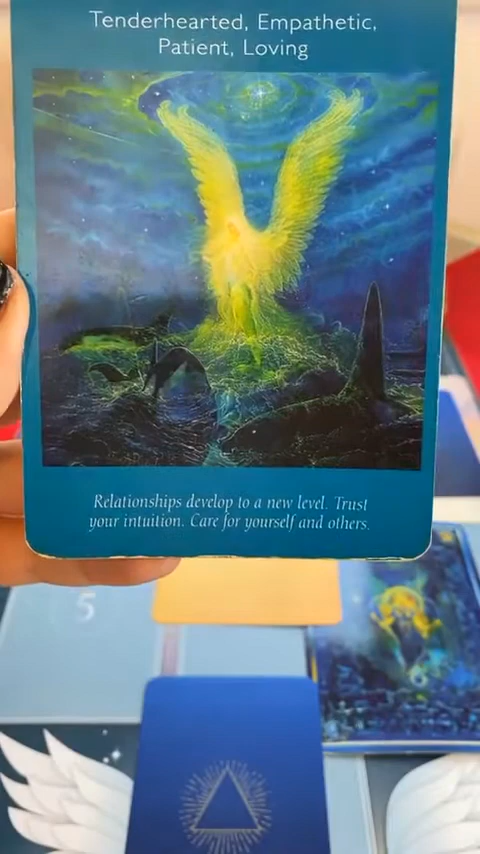 Tenderhearted, Empathetic,
Patient, Loving
Relationships develop to a new level. Trust
your intuition. Care for yourself and others.
5